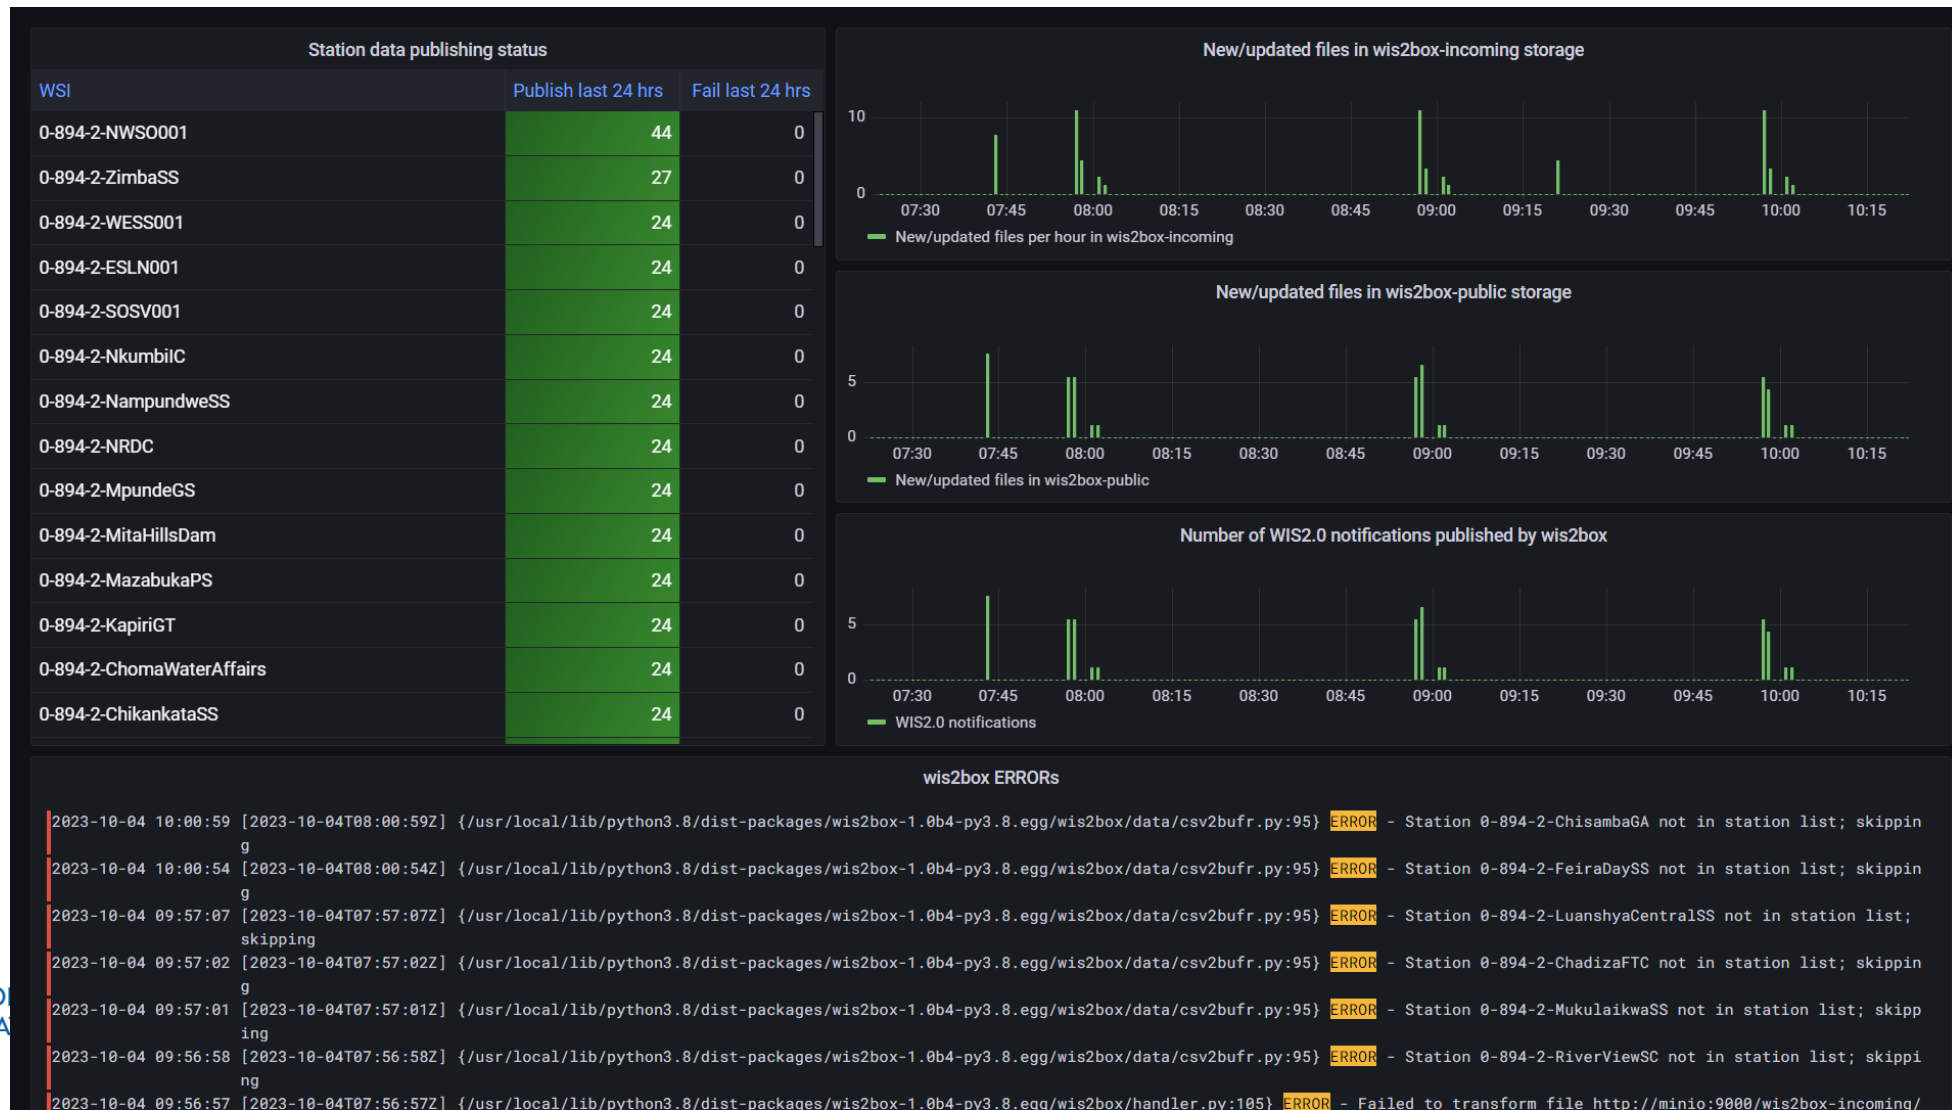 Station data publishing status
WSI Publish last 24 hrs Fail last 24 hrs
0-894-2-NWSO001 44 0
0-894-2-ZimbaSS 27 0
0-894-2-WESS001 24 0
0-894-2-ESLN001 24 0
0-894-2-SOSV001 24 0
0-894-2-NkumbiIC 24 0
0-894-2-NampundweSS 24 0
0-894-2-NRDC 24 0
0-894-2-MpundeGS 24 0
0-894-2-MitaHillsDam 24 0
0-894-2-MazabukaPS 24 0
0-894-2-KapiriGT 24 0
0-894-2-ChomaWaterAffairs 24 0
0-894-2-ChikankataSS 24 0
New/updated files in wis2box-incoming storage
10
0
07:30 07:45 08:00 08:15 08:30 08:45 09:00 09:15 09:30 09:45 10:00 10:15
New/updated files per hour in wis2box-incoming
New/updated files in wis2box-public storage
5
0
07:30 07:45 08:00 08:15 08:30 08:45 09:00 09:15 09:30 09:45 10:00 10:15
New/updated files in wis2box-public
Number of WIS2.0 notifications published by wis2box
5
0
07:30 07:45 08:00 08:15 08:30 08:45 09:00 09:15 09:30 09:45 10:00 10:15
WIS2.0 notifications
wis2box ERRORs
2023-10-04 10:00:59 [2023-10-04T08:00:59Z] {/usr/local/lib/python3.8/dist-packages/wis2box-1.0b4-py3.8.egg/wis2box/data/csv2bufr.py:95} ERROR - Station 0-894-2-ChisambaGA not in station list; skippin
g
2023-10-04 10:00:54 [2023-10-04T08:00:54Z] {/usr/local/lib/python3.8/dist-packages/wis2box-1.0b4-py3.8.egg/wis2box/data/csv2bufr.py:95} ERROR - Station 0-894-2-FeiraDaySS not in station list; skippin
g
2023-10-04 09:57:07 [2023-10-04T07:57:07Z] {/usr/local/lib/python3.8/dist-packages/wis2box-1.0b4-py3.8.egg/wis2box/data/csv2bufr.py:95} ERROR - Station 0-894-2-LuanshyaCentralSS not in station list;
skipping
2023-10-04 09:57:02 [2023-10-04T07:57:02Z] {/usr/local/lib/python3.8/dist-packages/wis2box-1.0b4-py3.8.egg/wis2box/data/csv2bufr.py:95} ERROR - Station 0-894-2-ChadizaFTC not in station list; skippin
g
2023-10-04 09:57:01 [2023-10-04T07:57:01Z] {/usr/local/lib/python3.8/dist-packages/wis2box-1.0b4-py3.8.egg/wis2box/data/csv2bufr.py:95} ERROR - Station 0-894-2-MukulaikwaSS not in station list; skipp
ing
2023-10-04 09:56:58 [2023-10-04T07:56:58Z] {/usr/local/lib/python3.8/dist-packages/wis2box-1.0b4-py3.8.egg/wis2box/data/csv2bufr.py:95} ERROR - Station 0-894-2-RiverViewSC not in station list; skippi
ng
2023-10-04 09:56:57 [2023-10-04T07:56:57Z] {/usr/local/lib/python3.8/dist-packages/wis2box-1.0b4-py3.8.egg/wis2box/handler.py:105} ERROR - Failed to transform file http://minio:9000/wis2box-incoming/